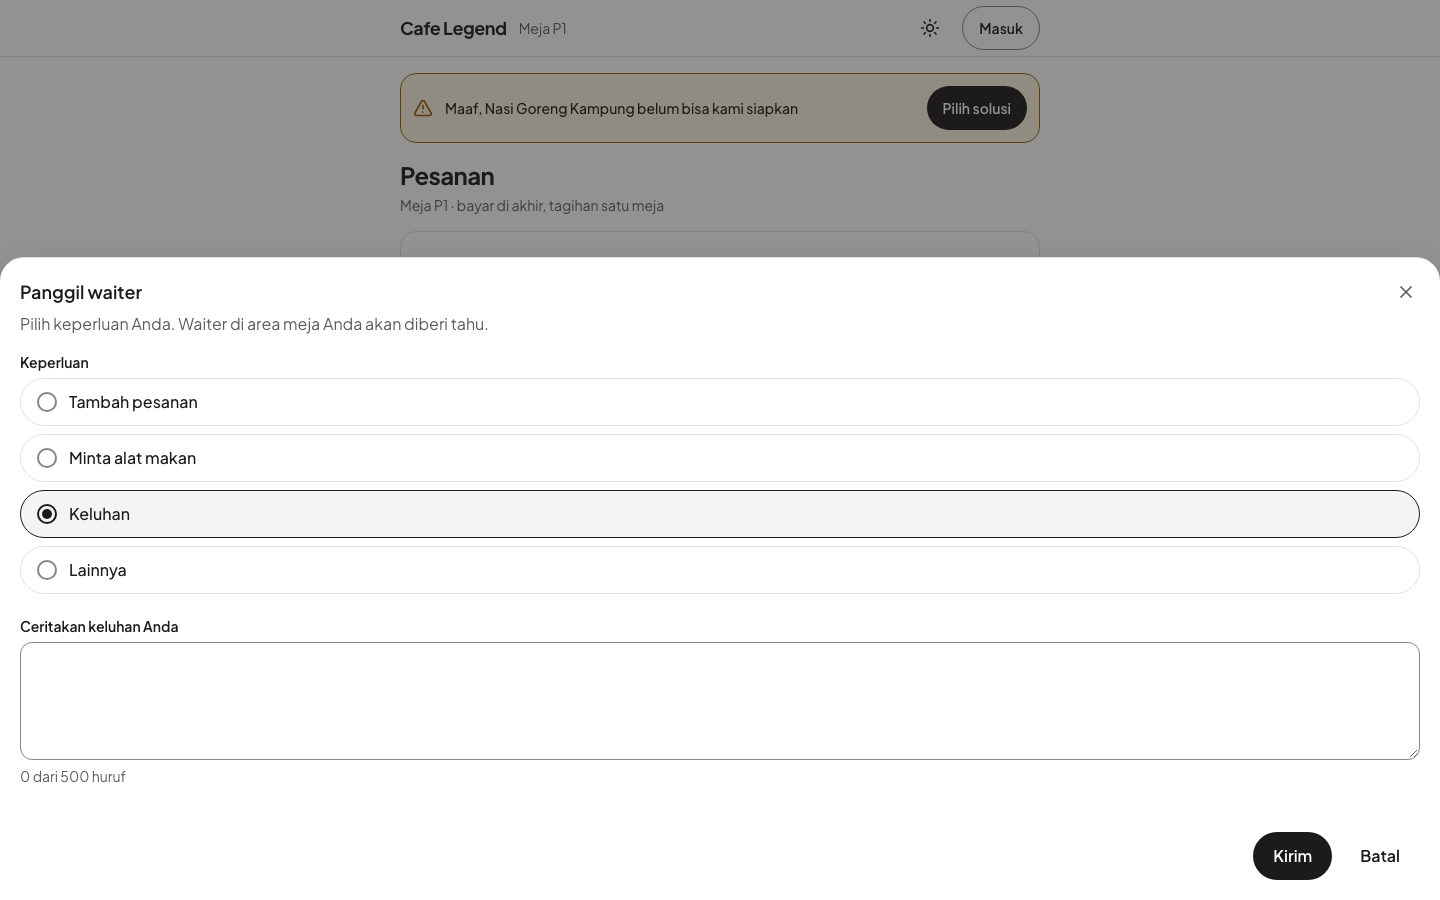 Cafe Legend Meja P1 Masuk
Maaf, Nasi Goreng Kampung belum bisa kami siapkan Pilih solusi
Pesanan
Meja P1 · bayar di akhir, tagihan satu meja
Panggil waiter
Pilih keperluan Anda. Waiter di area meja Anda akan diberi tahu.
Keperluan
Tambah pesanan
Minta alat makan
Keluhan
Lainnya
Ceritakan keluhan Anda
0 dari 500 huruf
Kirim Batal